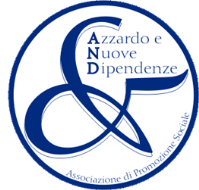 Azzardo e
Nuove
Dipendenze
Associazione di Promozione Sociale